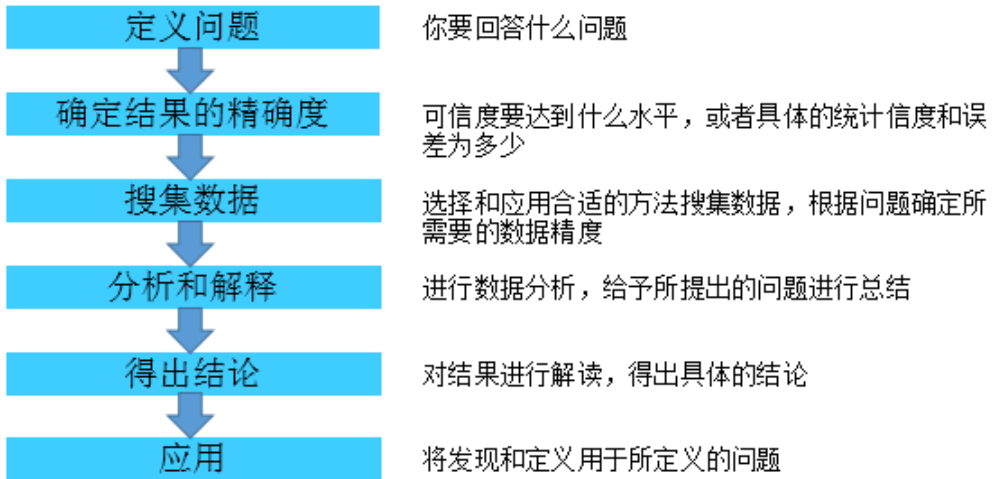 定义问题
你要回答什么问题
确定结果的精确度
可信度要达到什么水平，或者具体的统计信度和误
差为多少
搜集数据
选择和应用合适的方法搜集数据，根据问题确定所
需要的数据精度
分析和解释
进行数据分析，给予所提出的问题进行总结
得出结论
对结果进行解读，得出具体的结论
应用
将发现和定义用于所定义的问题